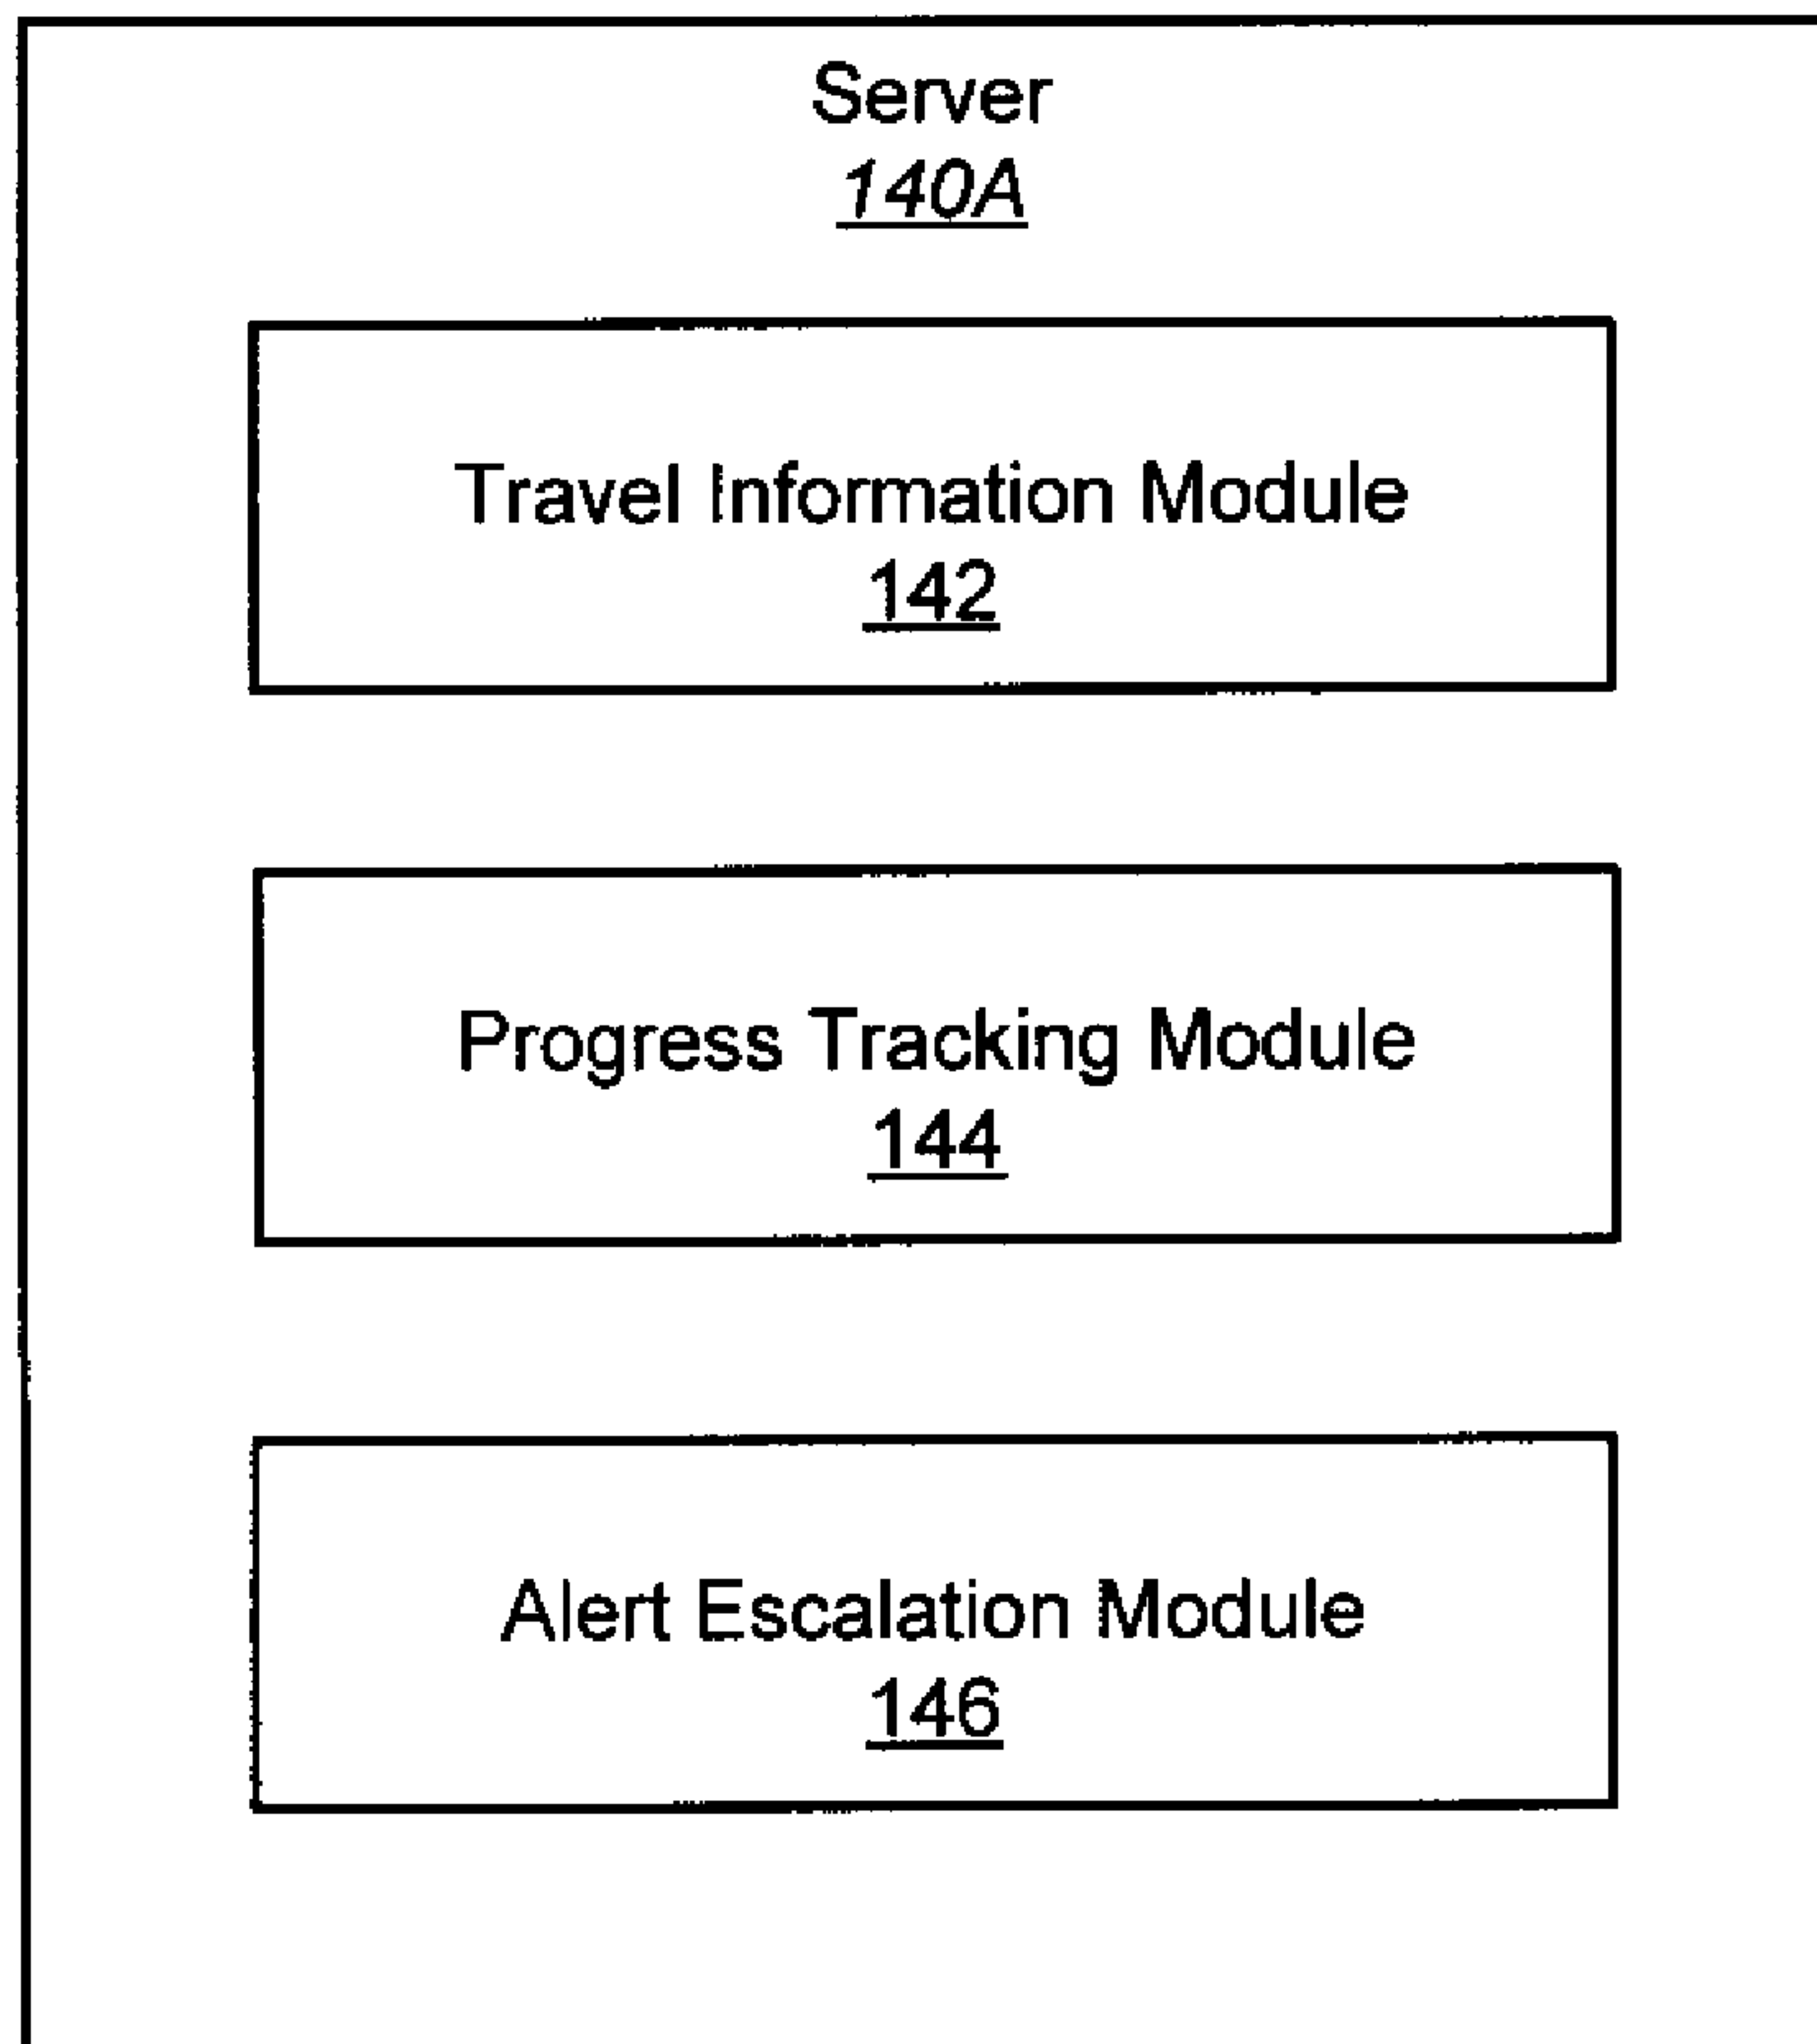 Server
140A
Travel Information Module
142
Progress Tracking Module
144
Alert Escalation Module
146